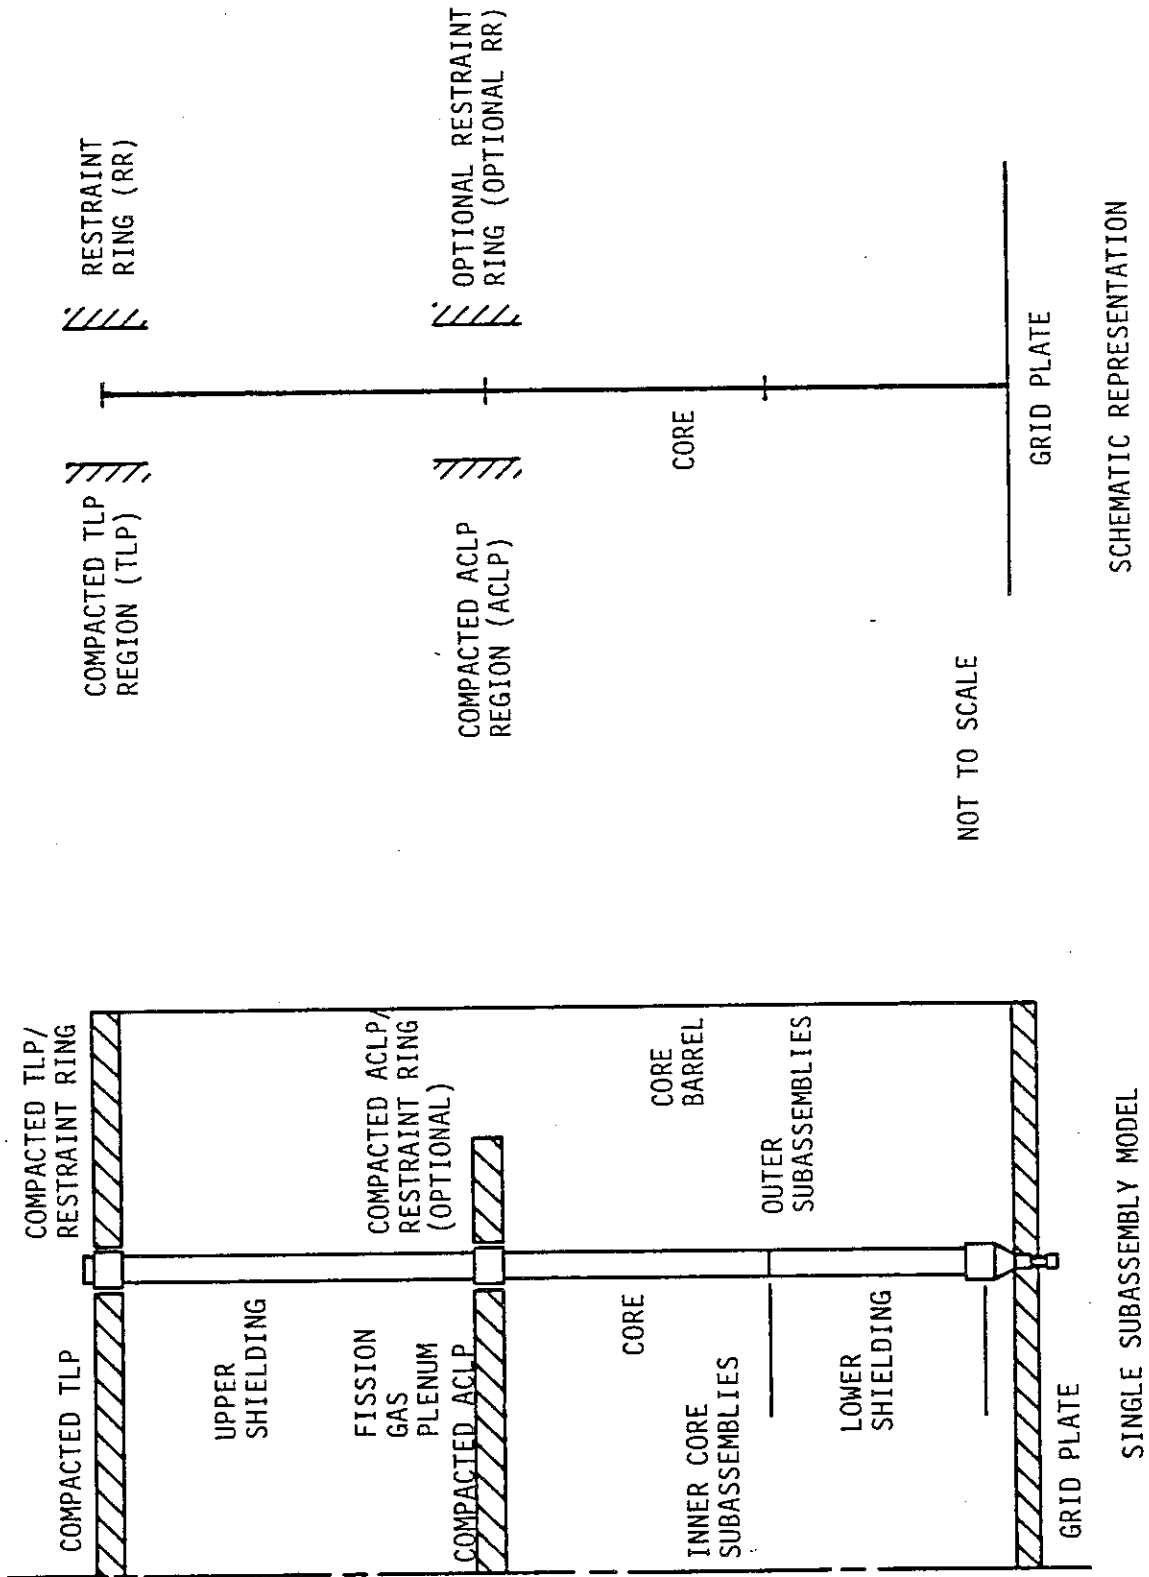 COMPACTED TLP
COMPACTED TLP/
RESTRAINT RING
UPPER
SHIELDING
FISSION
GAS
PLENUM
COMPACTED ACLP
COMPACTED ACLP/
RESTRAINT RING
(OPTIONAL)
CORE
CORE
BARREL
INNER CORE
SUBASSEMBLIES
OUTER
SUBASSEMBLIES
LOWER
SHIELDING
GRID PLATE
SINGLE SUBASSEMBLY MODEL
COMPACTED TLP
REGION (TLP)
RESTRAINT
RING (RR)
COMPACTED ACLP
REGION (ACLP)
OPTIONAL RESTRAINT
RING (OPTIONAL RR)
CORE
NOT TO SCALE
GRID PLATE
SCHEMATIC REPRESENTATION